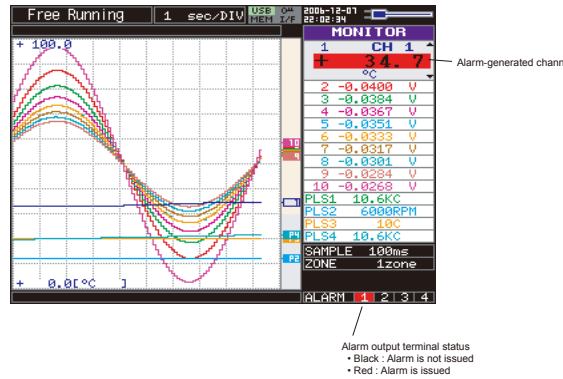 Free Running 1 sec/DIV USB MEM I/F 2006-12-07 22:02:34
MONITOR
1 CH 1
+ 34. 7
°C
Alarm-generated chann
+ 100.0
2 -0.0400 V
3 -0.0384 V
4 -0.0367 V
5 -0.0351 V
6 -0.0333 V
7 -0.0317 V
8 -0.0301 V
9 -0.0284 V
10 -0.0268 V
PLS1 10.6KC
PLS2 6000RPM
PLS3 10C
PLS4 10.6KC
10
1
P4
P2
SAMPLE 100ms
ZONE 1zone
+ 0.0[°C ]
ALARM 1 2 3 4
Alarm output terminal status
• Black : Alarm is not issued
• Red : Alarm is issued